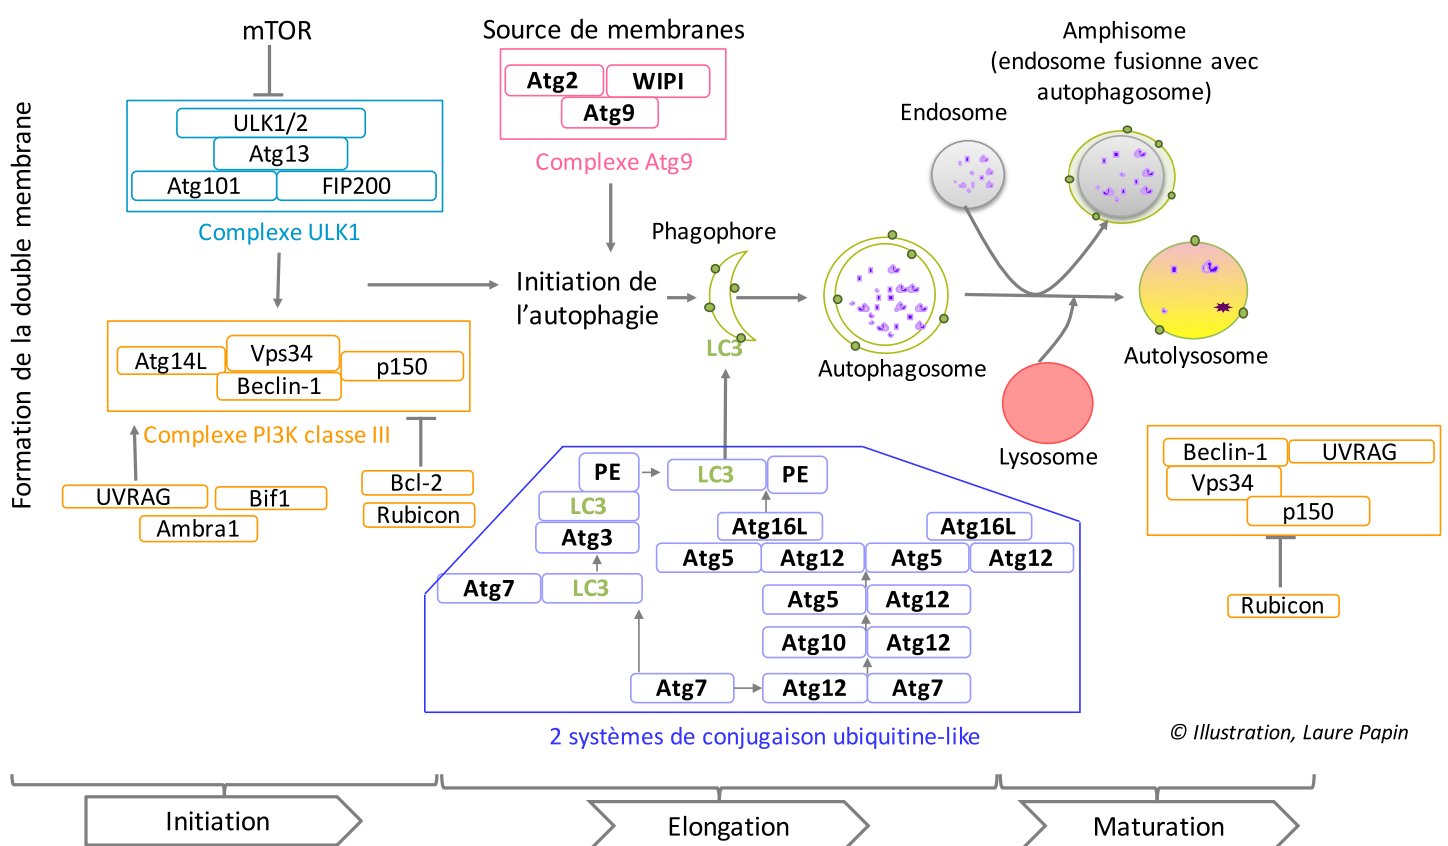 Formation de la double membrane
mTOR
ULK1/2
Atg13
Atg101
FIP200
Complexe ULK1
Atg14L
Vps34
Beclin-1
p150
Complexe PI3K classe III
UVRAG
Bif1
Ambra1
Bcl-2
Rubicon
Source de membranes
Atg2
WIPI
Atg9
Complexe Atg9
Initiation de
l’autophagie
Phagophore
LC3
Autophagosome
Endosome
Amphisome
(endosome fusionne avec
autophagosome)
Autolysosome
Lysosome
PE
LC3
Atg3
Atg7
LC3
LC3
PE
Atg16L
Atg5
Atg12
Atg16L
Atg5
Atg12
Atg5
Atg12
Atg10
Atg12
Atg7
Atg12
Atg7
2 systèmes de conjugaison ubiquitine-like
Beclin-1
UVRAG
Vps34
p150
Rubicon
© Illustration, Laure Papin
Initiation
Elongation
Maturation